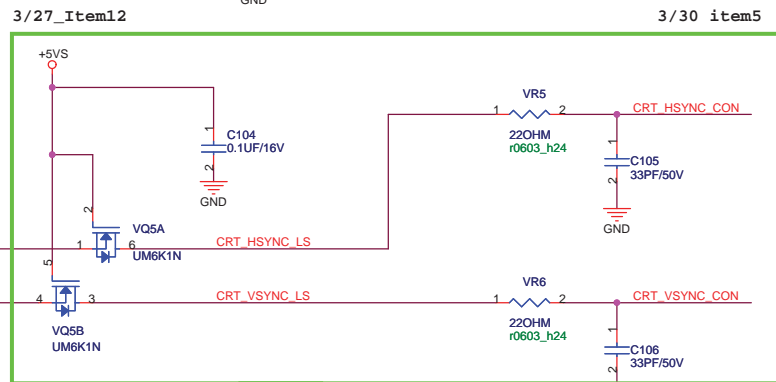 GND
3/27_Item12
3/30 item5
+5VS
VR5
1
2
CRT_HSYNC_CON
22OHM
r0603_h24
1
C104
0.1UF/16V
2
GND
1
C105
33PF/50V
2
GND
2
VQ5A
1
6
CRT_HSYNC_LS
UM6K1N
5
4
3
CRT_VSYNC_LS
VQ5B
UM6K1N
VR6
1
2
CRT_VSYNC_CON
22OHM
r0603_h24
1
C106
33PF/50V
2